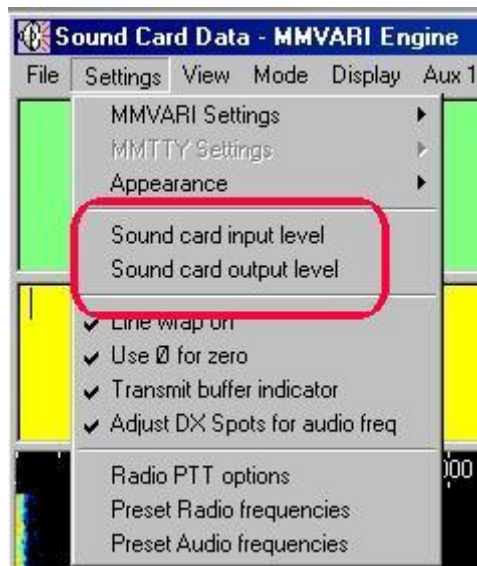 Sound Card Data - MMVARI Engine
File Settings View Mode Display Aux 1
MMVARI Settings
MMTTY Settings
Appearance
Sound card input level
Sound card output level
Line wrap on
Use Ø for zero
Transmit buffer indicator
Adjust DX Spots for audio freq
Radio PTT options
Preset Radio frequencies
Preset Audio frequencies